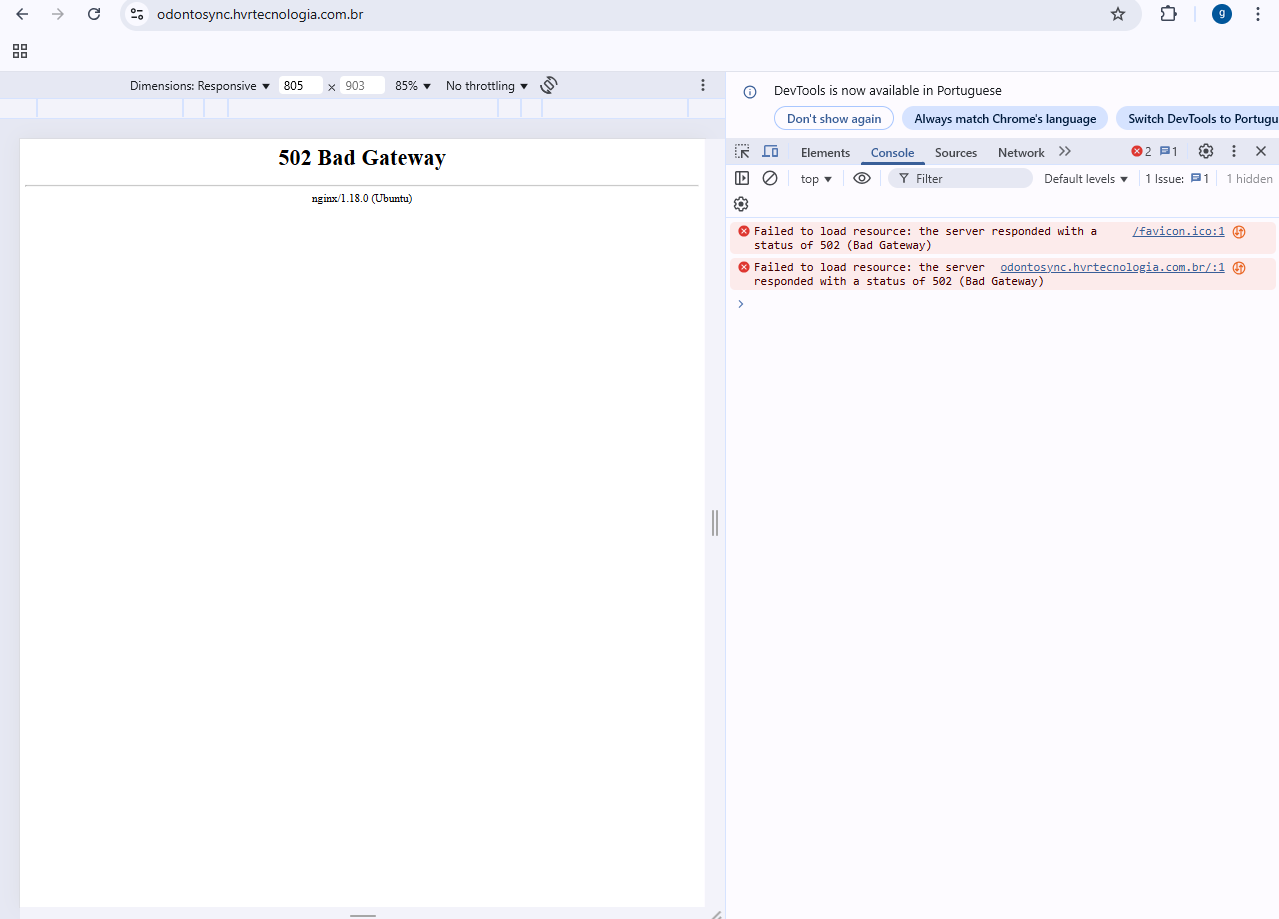 odontosync.hvrtecnologia.com.br
g
Dimensions: Responsive 805 × 903 85% No throttling
502 Bad Gateway
nginx/1.18.0 (Ubuntu)
DevTools is now available in Portuguese
Don't show again Always match Chrome's language Switch DevTools to Portugu
Elements Console Sources Network 2 1
top Filter Default levels 1 Issue: 1 1 hidden
Failed to load resource: the server responded with a /favicon.ico:1
status of 502 (Bad Gateway)
Failed to load resource: the server odontosync.hvrtecnologia.com.br/:1
responded with a status of 502 (Bad Gateway)